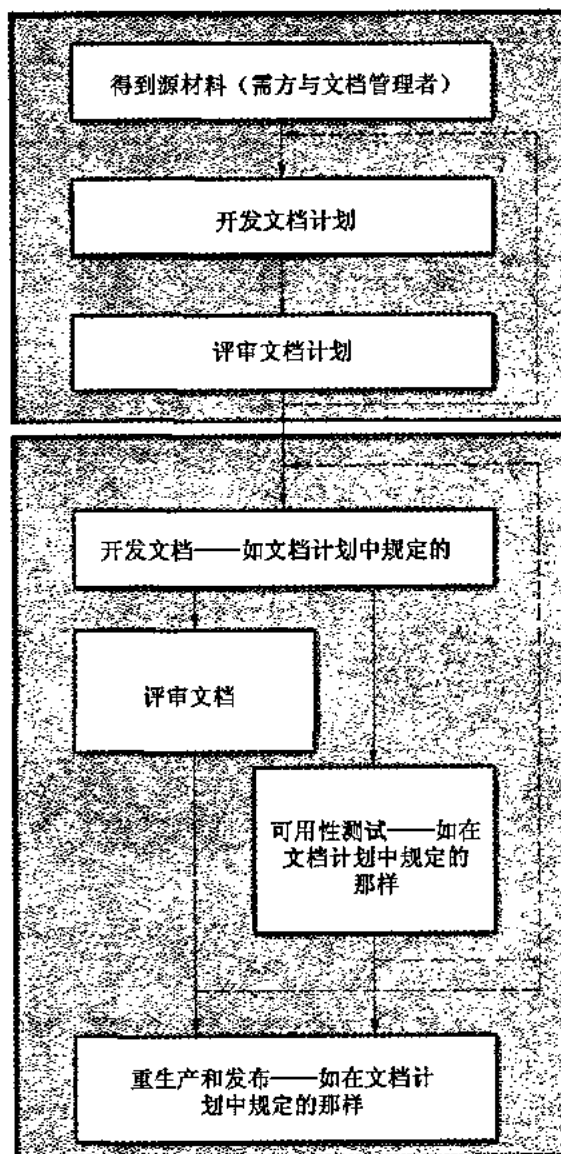 得到源材料（需方与文档管理者）
开发文档计划
评审文档计划
开发文档——如文档计划中规定的
评审文档
可用性测试——如在
文档计划中规定的
那样
重生产和发布——如在文档计
划中规定的那样